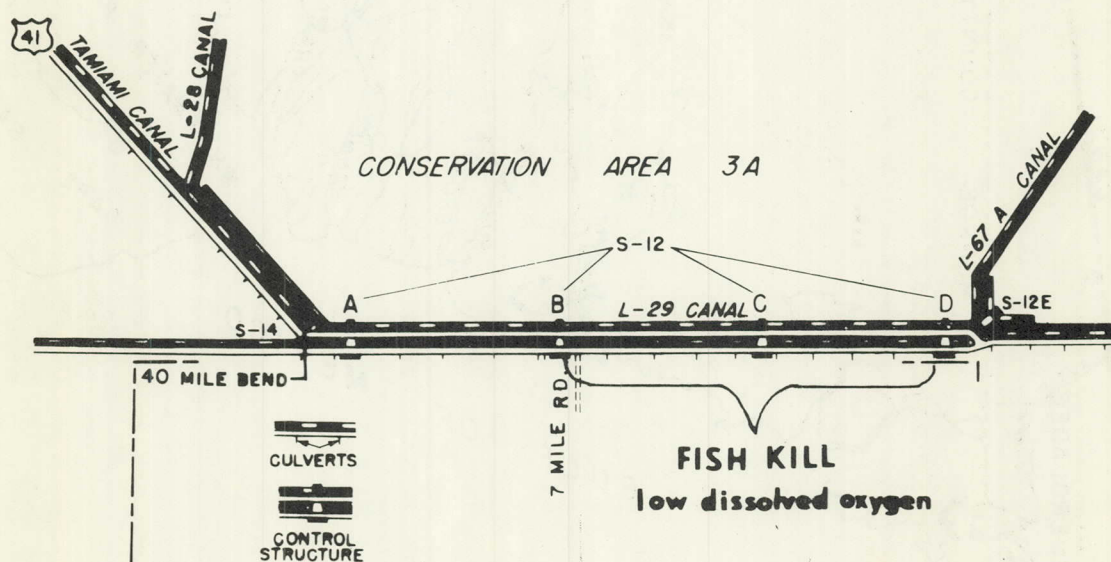 41
TAMIAMI CANAL
L-28 CANAL
CONSERVATION AREA 3A
L-67 A CANAL
S-12
A
B
C
D
L-29 CANAL
S-12E
S-14
40 MILE BEND
7 MILE RD.
CULVERTS
CONTROL
STRUCTURE
FISH KILL
low dissolved oxygen